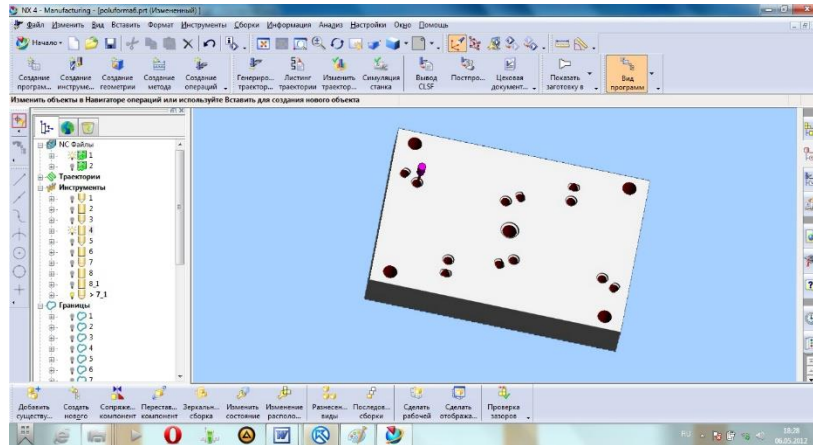 NX 4 - Manufacturing - [poluforma6.prt (Измененный) ]
Файл Изменить Вид Вставить Формат Инструменты Сборки Информация Анализ Настройки Окно Помощь
Начало
Создание Создание Создание Создание Создание Генериро... Листинг Изменить Симуляция Вывод Постпро... Цеховая Показать Вид
програм... инструме... геометрии метода операций траектор... траектории траектор... станка CLSF документ... заготовку в программ
Изменить объекты в Навигаторе операций или используйте Вставить для создания нового объекта
NC Файлы
1
2
Траектории
Инструменты
1
2
3
4
5
6
7
8
8_1
> 7_1
Границы
1
2
3
4
5
6
7
Добавить Создать Сопряже... Перестав... Зеркальн... Изменить Изменение Разнесен... Последов... Сделать Сделать Проверка
существу... новый компонент компонент сборка состояние располо... виды сборки рабочей отобража... зазоров
RU 18:28
06.05.2012